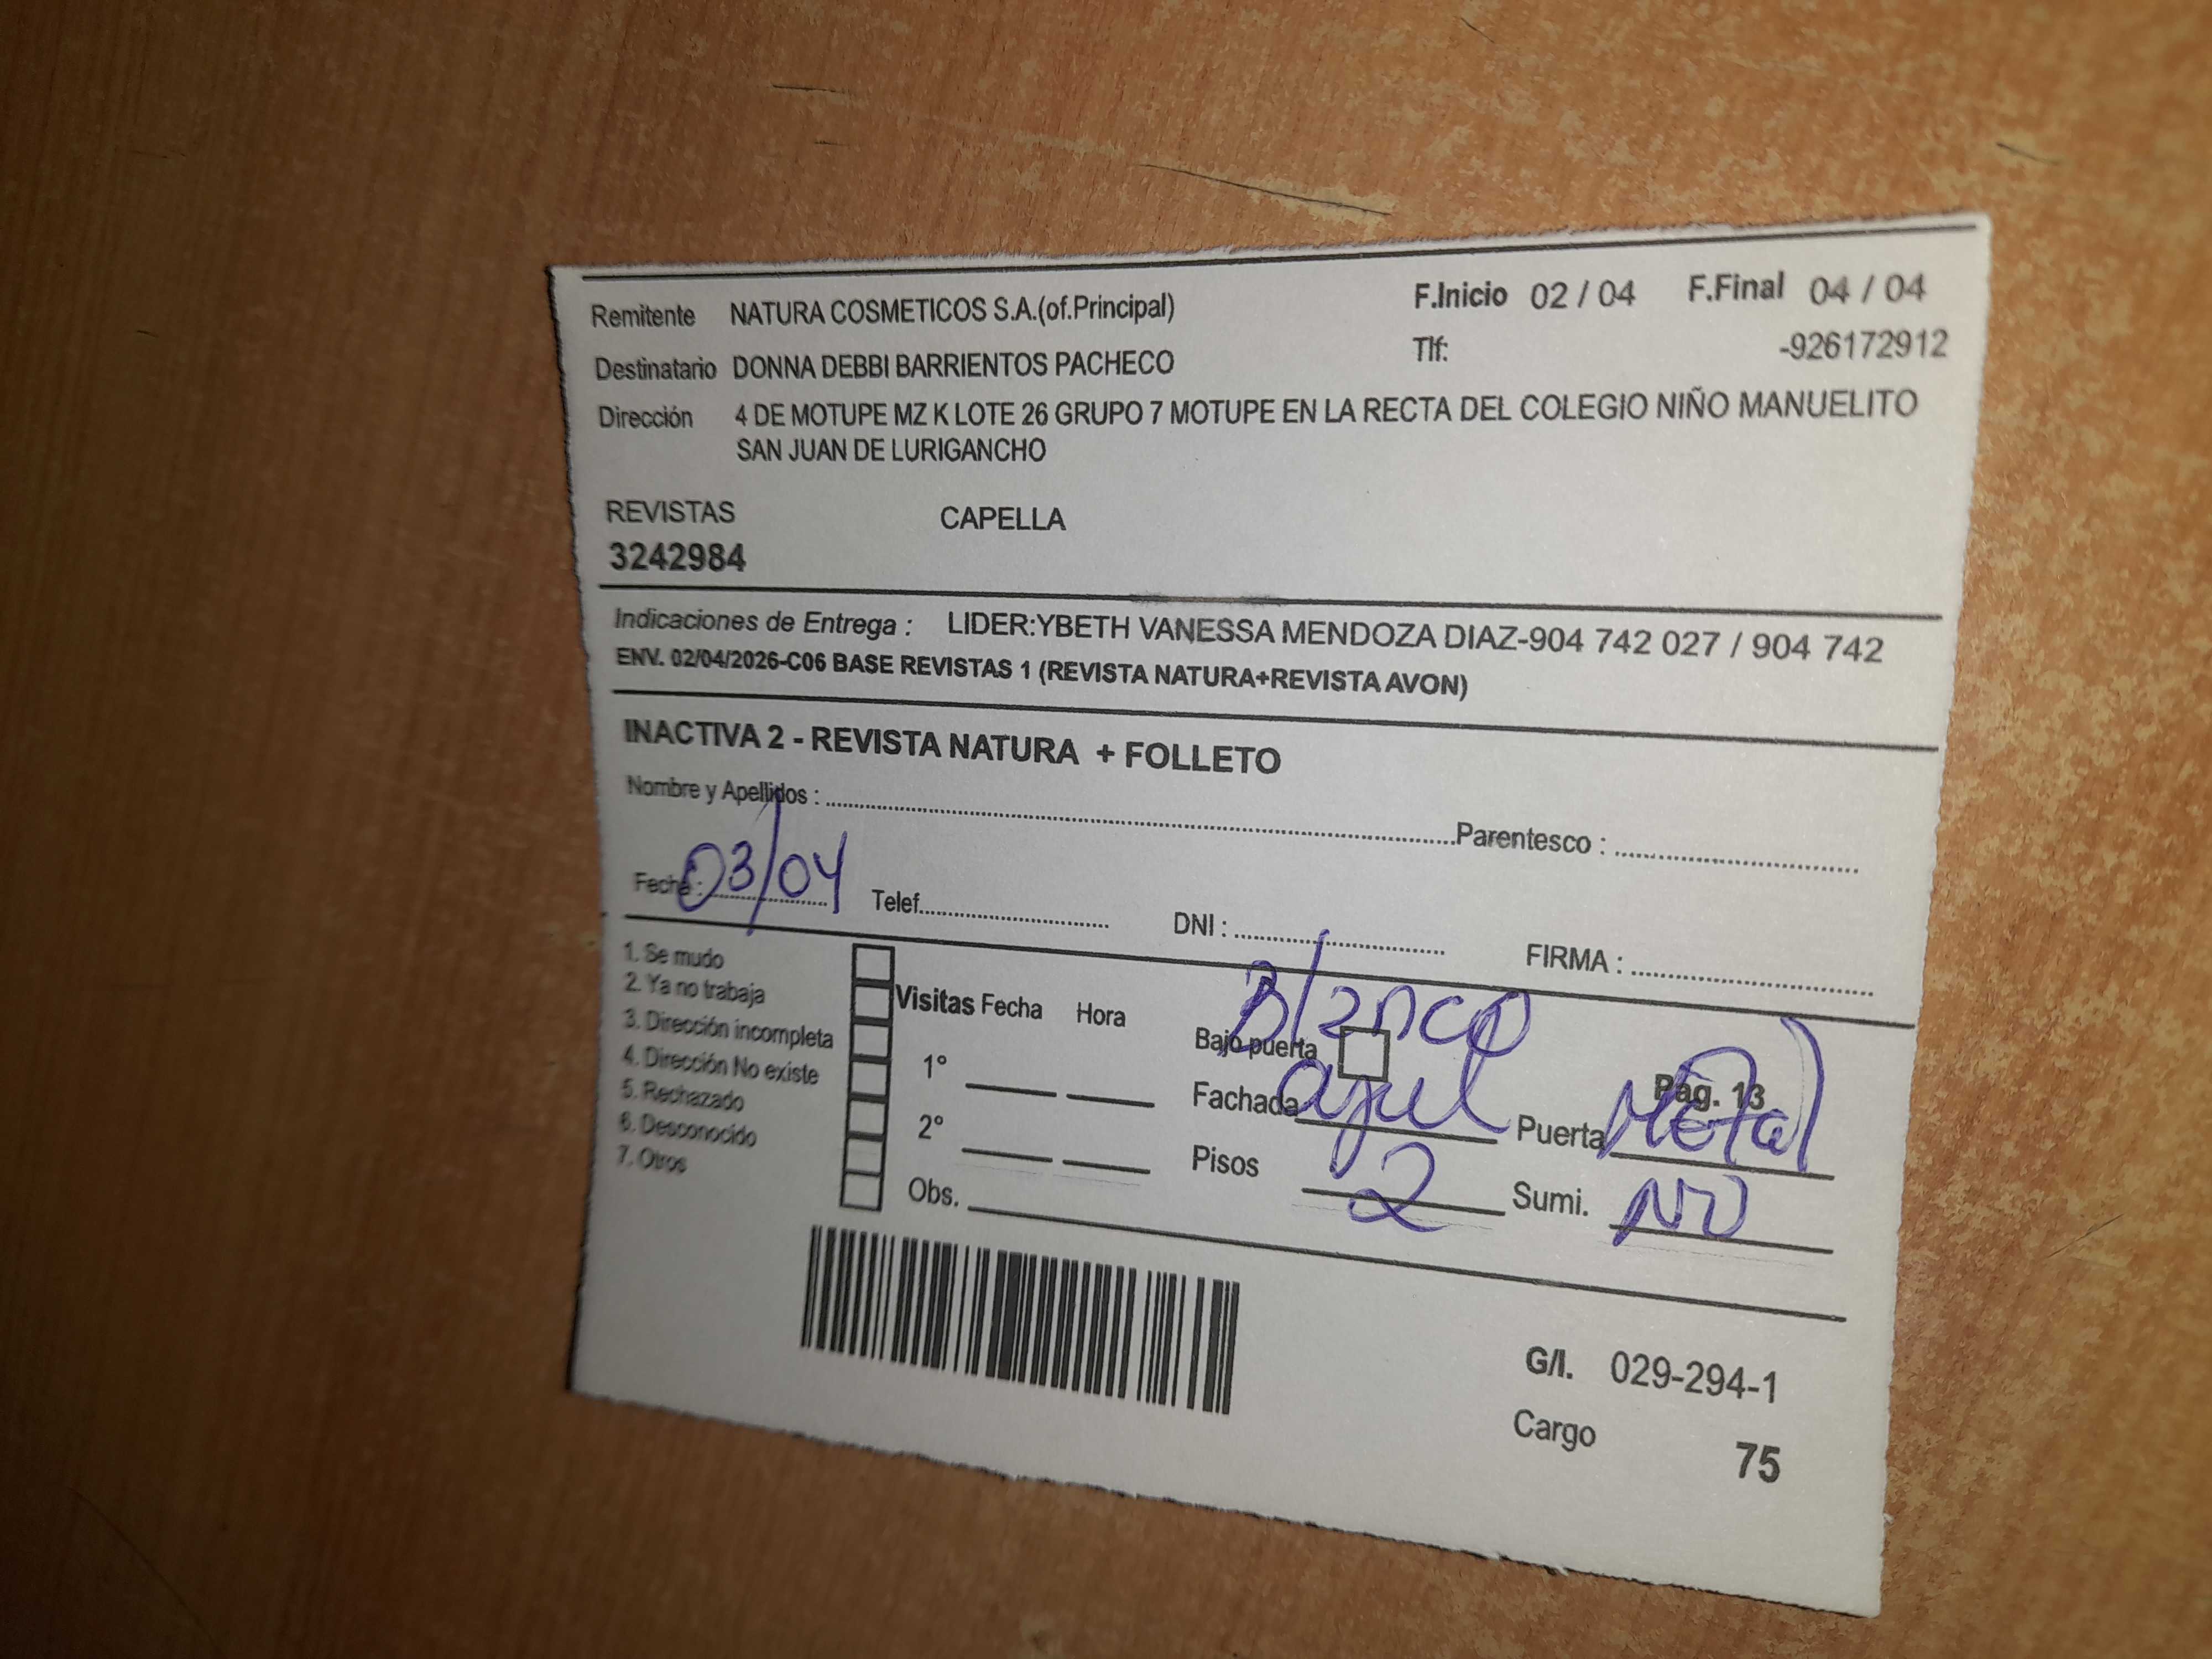 Remitente NATURA COSMETICOS S.A.(of.Principal) F.Inicio 02 / 04 F.Final 04 / 04
Destinatario DONNA DEBBI BARRIENTOS PACHECO Tlf: -926172912
Dirección 4 DE MOTUPE MZ K LOTE 26 GRUPO 7 MOTUPE EN LA RECTA DEL COLEGIO NIÑO MANUELITO
SAN JUAN DE LURIGANCHO
REVISTAS CAPELLA
3242984
Indicaciones de Entrega : LIDER:YBETH VANESSA MENDOZA DIAZ-904 742 027 / 904 742
ENV. 02/04/2026-C06 BASE REVISTAS 1 (REVISTA NATURA+REVISTA AVON)
INACTIVA 2 - REVISTA NATURA + FOLLETO
Nombre y Apellidos : Parentesco :
Fecha : 03/04 Telef. DNI : FIRMA :
1. Se mudo
2. Ya no trabaja
3. Dirección incompleta
4. Dirección No existe
5. Rechazado
6. Desconocido
7. Otros
Visitas Fecha Hora
1°
2°
Obs.
Blanco
Bajo puerta
Pag. 13
Fachada azul Puerta Metal
Pisos 2 Sumi. NO
G/I. 029-294-1
Cargo 75